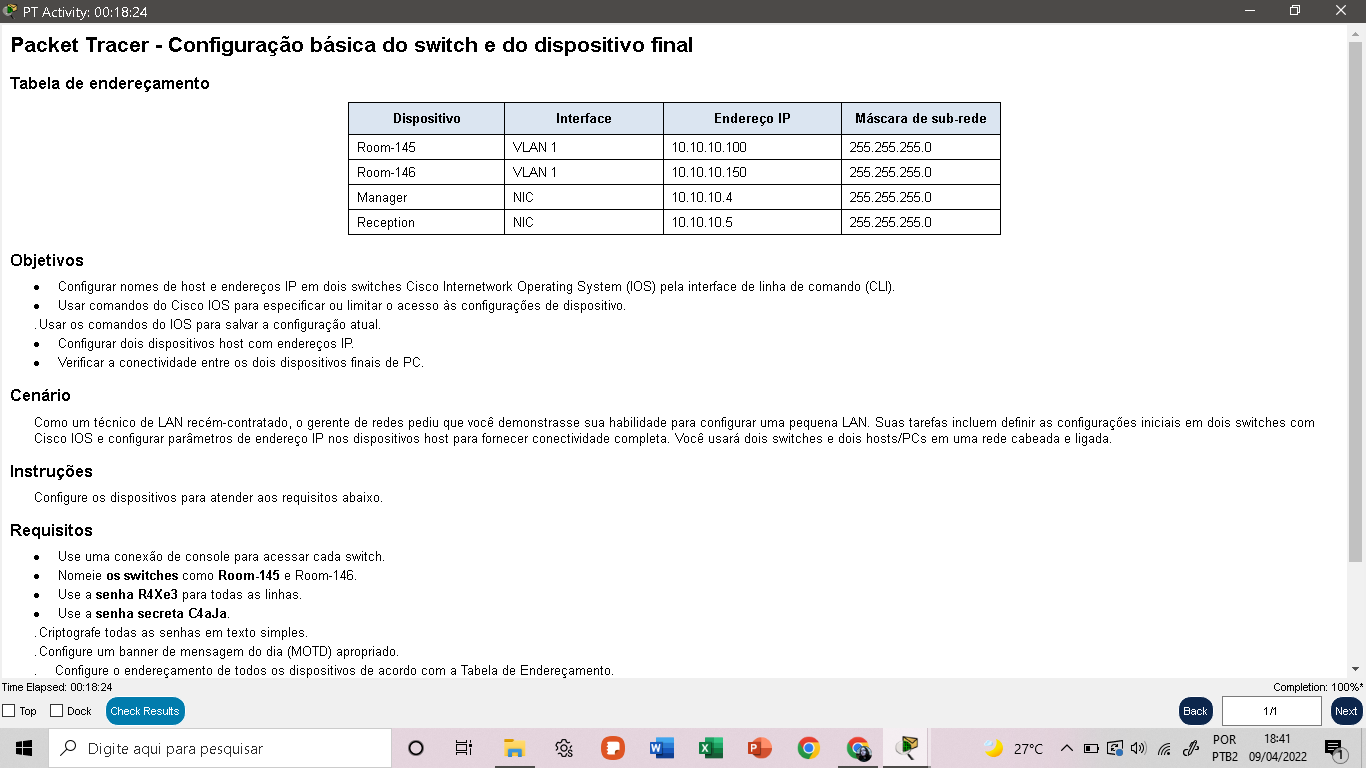 PT Activity: 00:18:24
Packet Tracer - Configuração básica do switch e do dispositivo final
Tabela de endereçamento
Dispositivo Interface Endereço IP Máscara de sub-rede
Room-145 VLAN 1 10.10.10.100 255.255.255.0
Room-146 VLAN 1 10.10.10.150 255.255.255.0
Manager NIC 10.10.10.4 255.255.255.0
Reception NIC 10.10.10.5 255.255.255.0
Objetivos
• Configurar nomes de host e endereços IP em dois switches Cisco Internetwork Operating System (IOS) pela interface de linha de comando (CLI).
• Usar comandos do Cisco IOS para especificar ou limitar o acesso às configurações de dispositivo.
. Usar os comandos do IOS para salvar a configuração atual.
• Configurar dois dispositivos host com endereços IP.
• Verificar a conectividade entre os dois dispositivos finais de PC.
Cenário
Como um técnico de LAN recém-contratado, o gerente de redes pediu que você demonstrasse sua habilidade para configurar uma pequena LAN. Suas tarefas incluem definir as configurações iniciais em dois switches com
Cisco IOS e configurar parâmetros de endereço IP nos dispositivos host para fornecer conectividade completa. Você usará dois switches e dois hosts/PCs em uma rede cabeada e ligada.
Instruções
Configure os dispositivos para atender aos requisitos abaixo.
Requisitos
• Use uma conexão de console para acessar cada switch.
• Nomeie os switches como Room-145 e Room-146.
• Use a senha R4Xe3 para todas as linhas.
• Use a senha secreta C4aJa.
. Criptografe todas as senhas em texto simples.
. Configure um banner de mensagem do dia (MOTD) apropriado.
. Configure o endereçamento de todos os dispositivos de acordo com a Tabela de Endereçamento.
Time Elapsed: 00:18:24 Completion: 100%*
Top Dock Check Results Back 1/1 Next
Digite aqui para pesquisar 27°C POR PTB2 18:41 09/04/2022 1